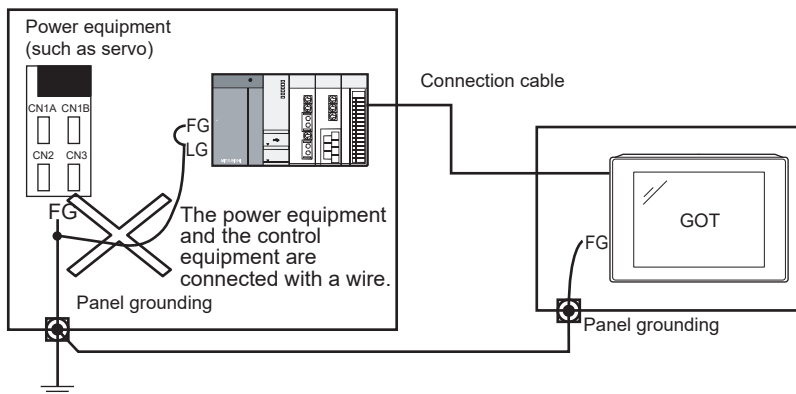 Power equipment
(such as servo)
CN1A CN1B
CN2 CN3
FG
FG
LG
The power equipment
and the control
equipment are
connected with a wire.
Panel grounding
Connection cable
GOT
FG
Panel grounding